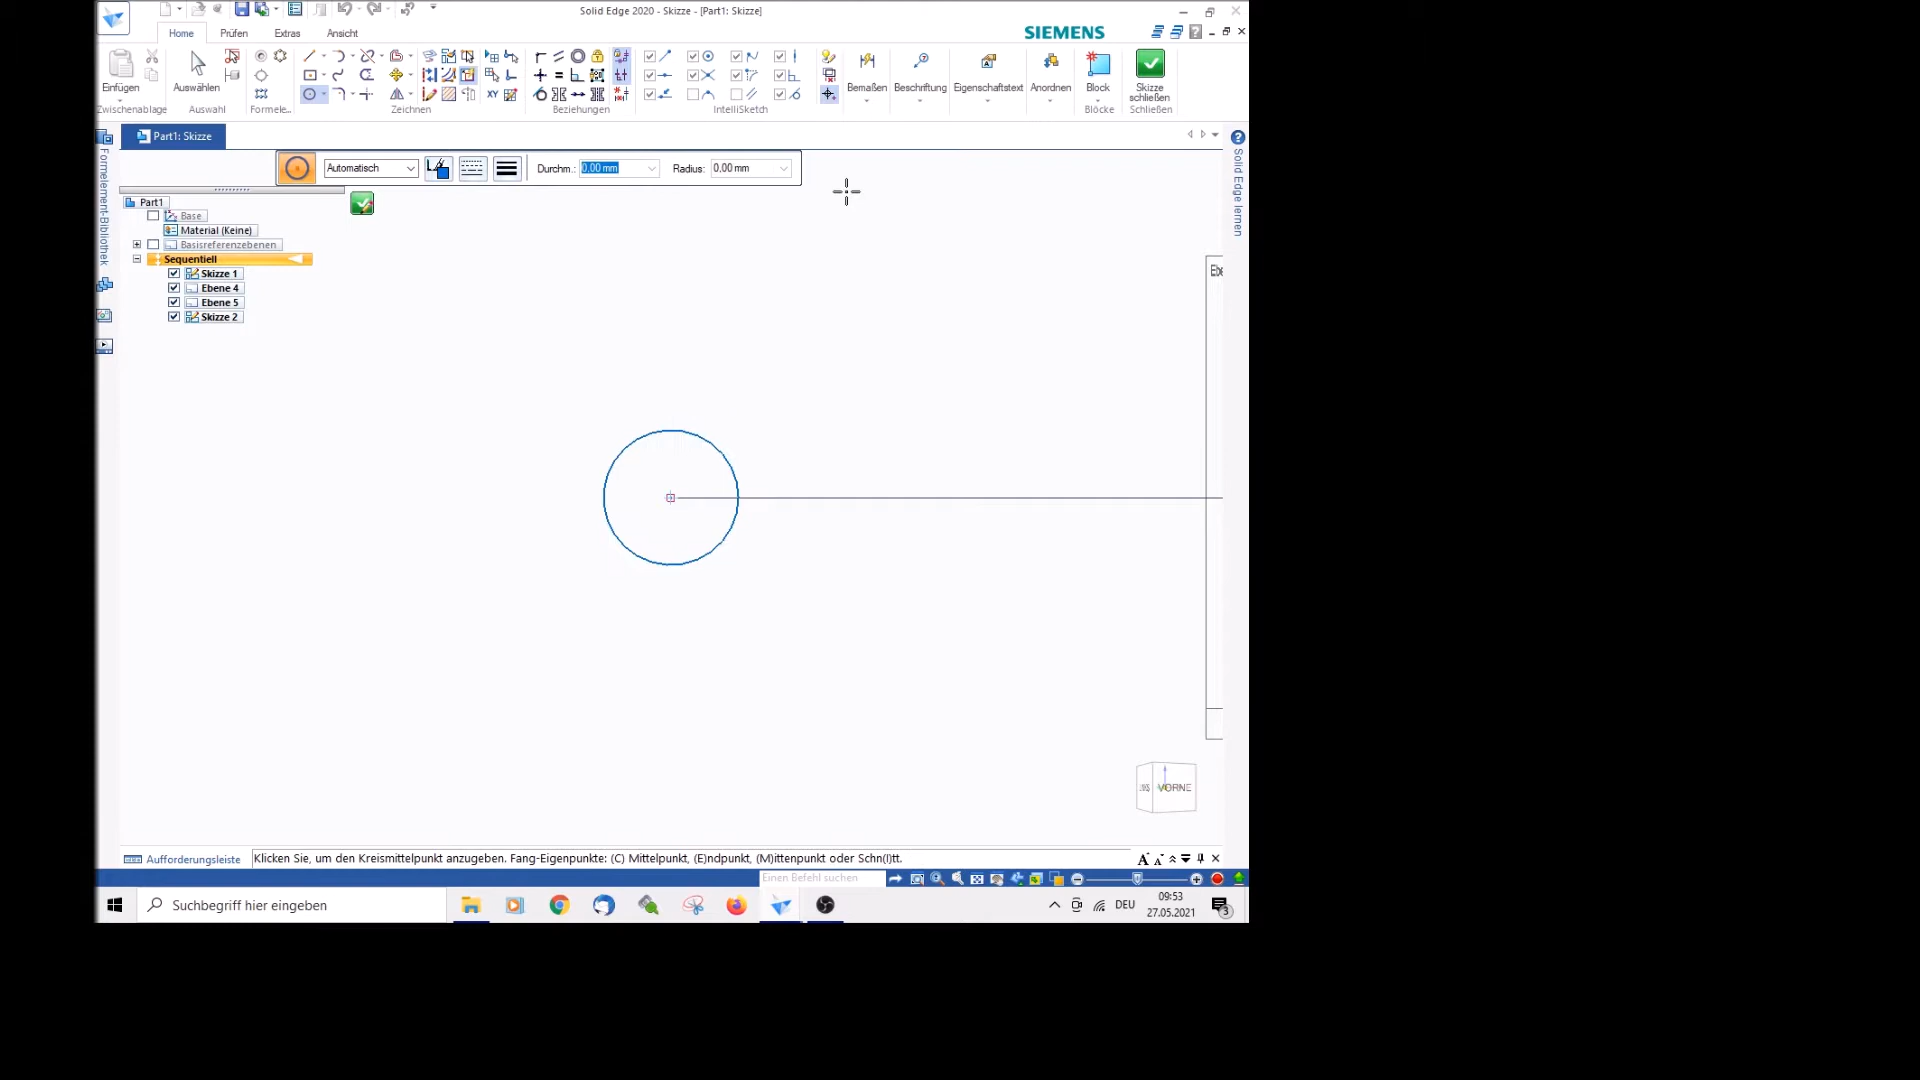 Solid Edge 2020 - Skizze - [Part1: Skizze]
Home Prüfen Extras Ansicht
SIEMENS
Einfügen
Auswählen
XY
Bemaßen
Beschriftung
Eigenschaftstext
Anordnen
Block
Skizze schließen
Zwischenablage
Auswahl
Formele...
Zeichnen
Beziehungen
IntelliSketch
Blöcke
Schließen
Part1: Skizze
Automatisch
Durchm.: 0,00 mm
Radius: 0,00 mm
Formelement-Bibliothek
Solid Edge lernen
Part1
Base
Material (Keine)
Basisreferenzebenen
Sequentiell
Skizze 1
Ebene 4
Ebene 5
Skizze 2
VORNE
Aufforderungsleiste
Klicken Sie, um den Kreismittelpunkt anzugeben. Fang-Eigenpunkte: (C) Mittelpunkt, (E)ndpunkt, (M)ittenpunkt oder Schn(I)tt.
Einen Befehl suchen
Suchbegriff hier eingeben
DEU
09:53
27.05.2021
3